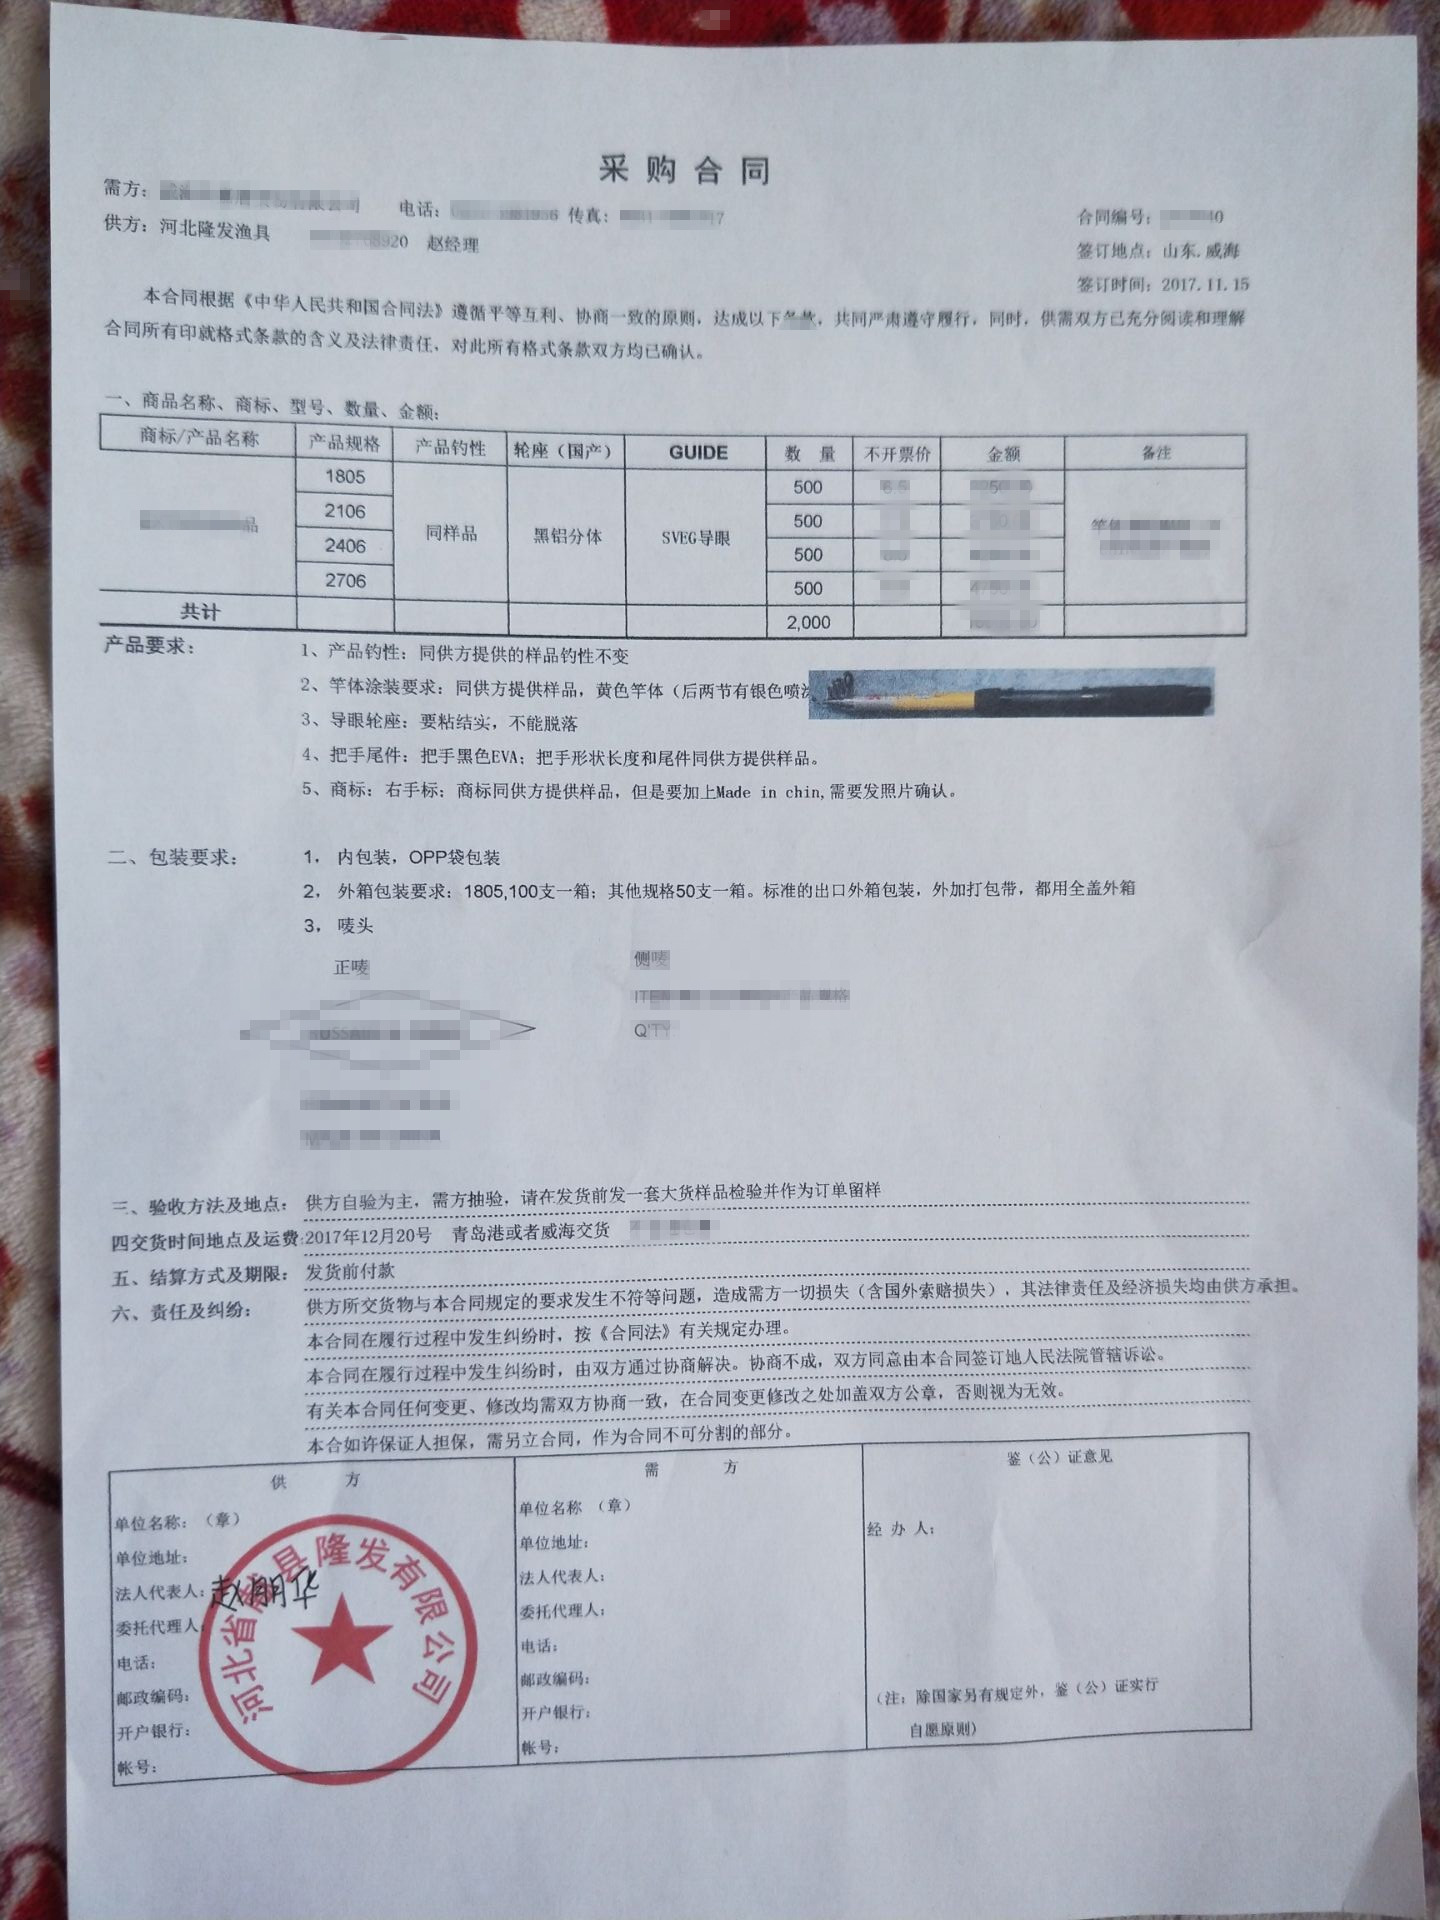 采购合同
需方：
电话： 传真：
供方：河北隆发渔具 920 赵经理
合同编号： 40
签订地点：山东.威海
签订时间：2017.11.15
本合同根据《中华人民共和国合同法》遵循平等互利、协商一致的原则，达成以下条款，共同严肃遵守履行，同时，供需双方已充分阅读和理解
合同所有印就格式条款的含义及法律责任，对此所有格式条款双方均已确认。
一、商品名称、商标、型号、数量、金额：
商标/产品名称 产品规格 产品钓性 轮座（国产） GUIDE 数 量 不开票价 金额 备注
品 同样品 黑铝分体 SVEG导眼
1805 500
2106 500
2406 500
2706 500
共计 2,000
产品要求：
1、产品钓性：同供方提供的样品钓性不变
2、竿体涂装要求：同供方提供样品，黄色竿体（后两节有银色喷
3、导眼轮座：要粘结实，不能脱落
4、把手尾件：把手黑色EVA；把手形状长度和尾件同供方提供样品。
5、商标：右手标；商标同供方提供样品，但是要加上Made in chin,需要发照片确认。
二、包装要求：
1， 内包装，OPP袋包装
2， 外箱包装要求：1805,100支一箱；其他规格50支一箱。标准的出口外箱包装，外加打包带，都用全盖外箱
3， 唛头
正唛 侧唛
Q'TY
三、验收方法及地点：供方自验为主，需方抽验，请在发货前发一套大货样品检验并作为订单留样
四交货时间地点及运费:2017年12月20号 青岛港或者威海交货
五、结算方式及期限：发货前付款
六、责任及纠纷：供方所交货物与本合同规定的要求发生不符等问题，造成需方一切损失（含国外索赔损失），其法律责任及经济损失均由供方承担。
本合同在履行过程中发生纠纷时，按《合同法》有关规定办理。
本合同在履行过程中发生纠纷时，由双方通过协商解决。协商不成，双方同意由本合同签订地人民法院管辖诉讼。
有关本合同任何变更、修改均需双方协商一致，在合同变更修改之处加盖双方公章，否则视为无效。
本合如许保证人担保，需另立合同，作为合同不可分割的部分。
供 方
单位名称：（章）
单位地址：
法人代表人：赵朋华
委托代理人
电话：
邮政编码：
开户银行：
帐号：
河北省威县隆发有限公司
需 方
单位名称 （章）
单位地址：
法人代表人：
委托代理人：
电话：
邮政编码：
开户银行：
帐号：
鉴（公）证意见
经 办 人：
（注：除国家另有规定外，鉴（公）证实行
自愿原则）